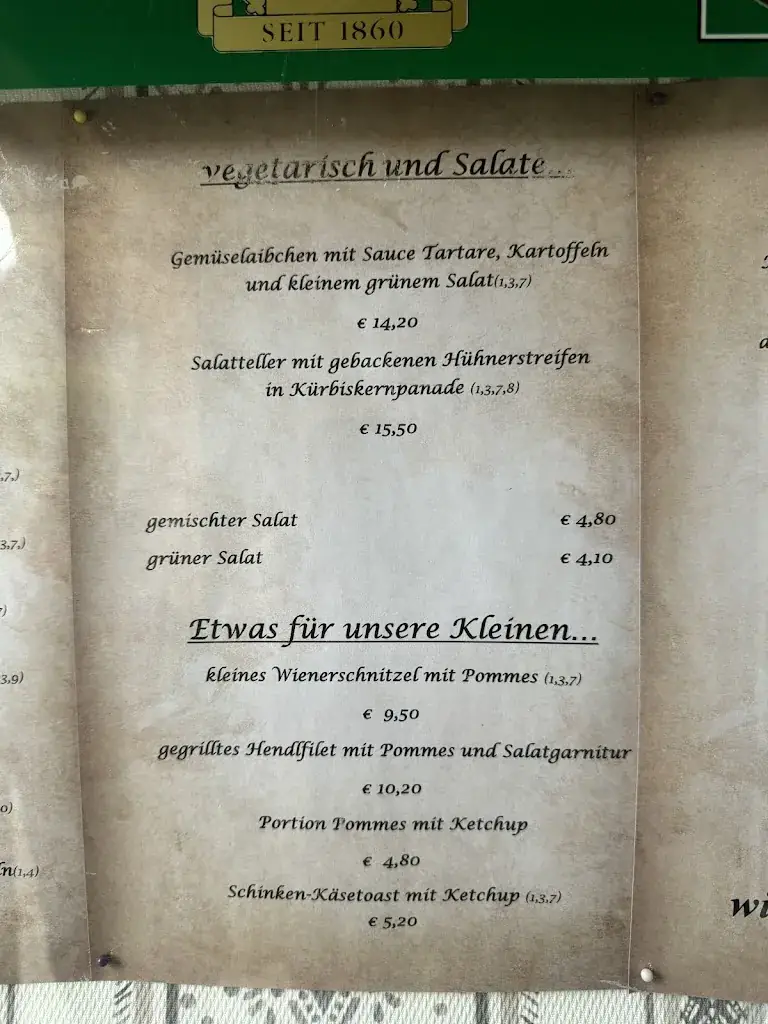 SEIT 1860
vegetarisch und Salate...
Gemüselaibchen mit Sauce Tartare, Kartoffeln
und kleinem grünem Salat(1,3,7)
€ 14,20
Salatteller mit gebackenen Hühnerstreifen
in Kürbiskernpanade (1,3,7,8)
€ 15,50
gemischter Salat € 4,80
grüner Salat € 4,10
Etwas für unsere Kleinen...
kleines Wienerschnitzel mit Pommes (1,3,7)
€ 9,50
gegrilltes Hendlfilet mit Pommes und Salatgarnitur
€ 10,20
Portion Pommes mit Ketchup
€ 4,80
Schinken-Käsetoast mit Ketchup (1,3,7)
€ 5,20